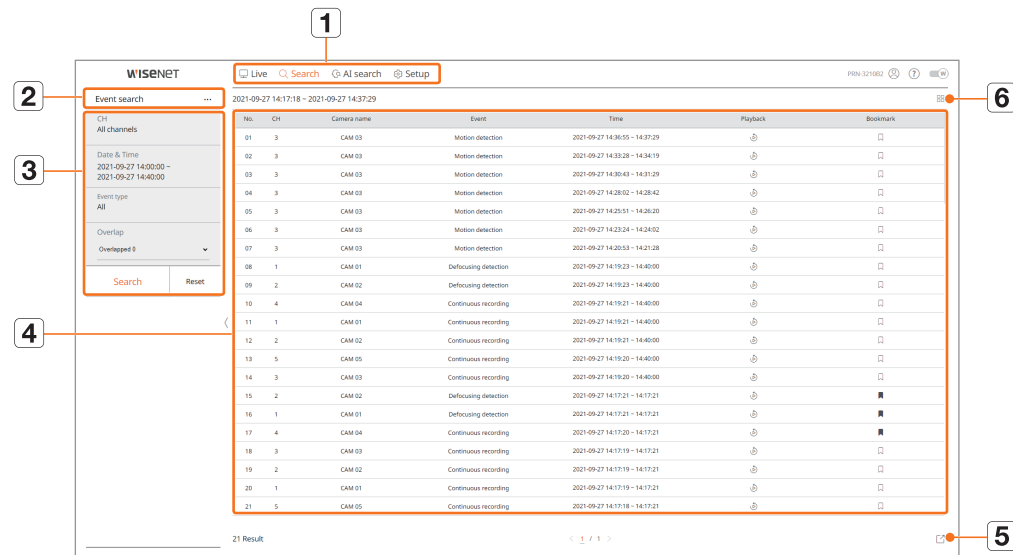 1
WISENET
Live Search AI search Setup
PRN-3210B2 ? W
2
Event search ...
2021-09-27 14:17:18 ~ 2021-09-27 14:37:29
6
3
CH
All channels
Date & Time
2021-09-27 14:00:00 ~
2021-09-27 14:40:00
Event type
All
Overlap
Overlapped 0
Search Reset
4
No. CH Camera name Event Time Playback Bookmark
01 3 CAM 03 Motion detection 2021-09-27 14:36:55 ~ 14:37:29
02 3 CAM 03 Motion detection 2021-09-27 14:33:28 ~ 14:34:19
03 3 CAM 03 Motion detection 2021-09-27 14:30:43 ~ 14:31:29
04 3 CAM 03 Motion detection 2021-09-27 14:28:02 ~ 14:28:42
05 3 CAM 03 Motion detection 2021-09-27 14:25:51 ~ 14:26:20
06 3 CAM 03 Motion detection 2021-09-27 14:23:24 ~ 14:24:02
07 3 CAM 03 Motion detection 2021-09-27 14:20:53 ~ 14:21:28
08 1 CAM 01 Defocusing detection 2021-09-27 14:19:23 ~ 14:40:00
09 2 CAM 02 Defocusing detection 2021-09-27 14:19:23 ~ 14:40:00
10 4 CAM 04 Continuous recording 2021-09-27 14:19:21 ~ 14:40:00
11 1 CAM 01 Continuous recording 2021-09-27 14:19:21 ~ 14:40:00
12 2 CAM 02 Continuous recording 2021-09-27 14:19:21 ~ 14:40:00
13 5 CAM 05 Continuous recording 2021-09-27 14:19:20 ~ 14:40:00
14 3 CAM 03 Continuous recording 2021-09-27 14:19:20 ~ 14:40:00
15 2 CAM 02 Defocusing detection 2021-09-27 14:17:21 ~ 14:17:21
16 1 CAM 01 Defocusing detection 2021-09-27 14:17:21 ~ 14:17:21
17 4 CAM 04 Continuous recording 2021-09-27 14:17:20 ~ 14:17:21
18 3 CAM 03 Continuous recording 2021-09-27 14:17:19 ~ 14:17:21
19 2 CAM 02 Continuous recording 2021-09-27 14:17:19 ~ 14:17:21
20 1 CAM 01 Continuous recording 2021-09-27 14:17:19 ~ 14:17:21
21 5 CAM 05 Continuous recording 2021-09-27 14:17:18 ~ 14:17:21
21 Result < 1 / 1 >
5